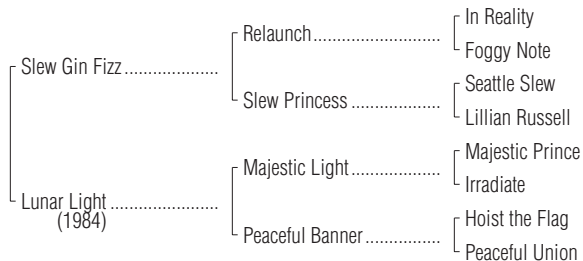 In Reality
Relaunch
Foggy Note
Slew Gin Fizz
Seattle Slew
Slew Princess
Lillian Russell
Majestic Prince
Majestic Light
Irradiate
Lunar Light
(1984)
Hoist the Flag
Peaceful Banner
Peaceful Union